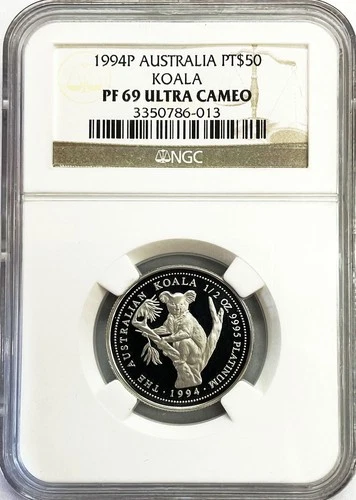 1994P AUSTRALIA PT$50
KOALA
PF 69 ULTRA CAMEO
3350786-013
NGC
THE AUSTRALIAN KOALA 1/2 OZ. 9995 PLATINUM
· 1994 ·